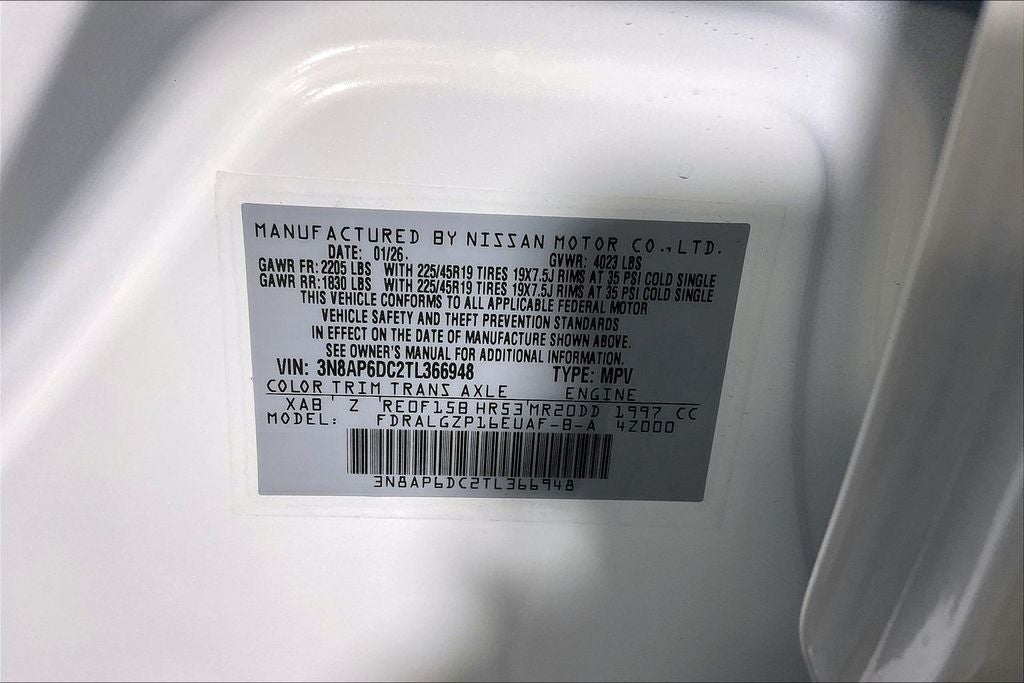 MANUFACTURED BY NISSAN MOTOR CO.,LTD.
DATE: 01/26. GVWR: 4023 LBS
GAWR FR: 2205 LBS WITH 225/45R19 TIRES 19X7.5J RIMS AT 35 PSI COLD SINGLE
GAWR RR: 1830 LBS WITH 225/45R19 TIRES 19X7.5J RIMS AT 35 PSI COLD SINGLE
THIS VEHICLE CONFORMS TO ALL APPLICABLE FEDERAL MOTOR
VEHICLE SAFETY AND THEFT PREVENTION STANDARDS
IN EFFECT ON THE DATE OF MANUFACTURE SHOWN ABOVE.
SEE OWNER'S MANUAL FOR ADDITIONAL INFORMATION.
VIN: 3N8AP6DC2TL366948 TYPE: MPV
COLOR TRIM TRANS AXLE ENGINE
XAB Z RE0F15B HR53 MR20DD 1997 CC
MODEL: FDRALGZP16EUAF-B-A 4Z000
3N8AP6DC2TL366948